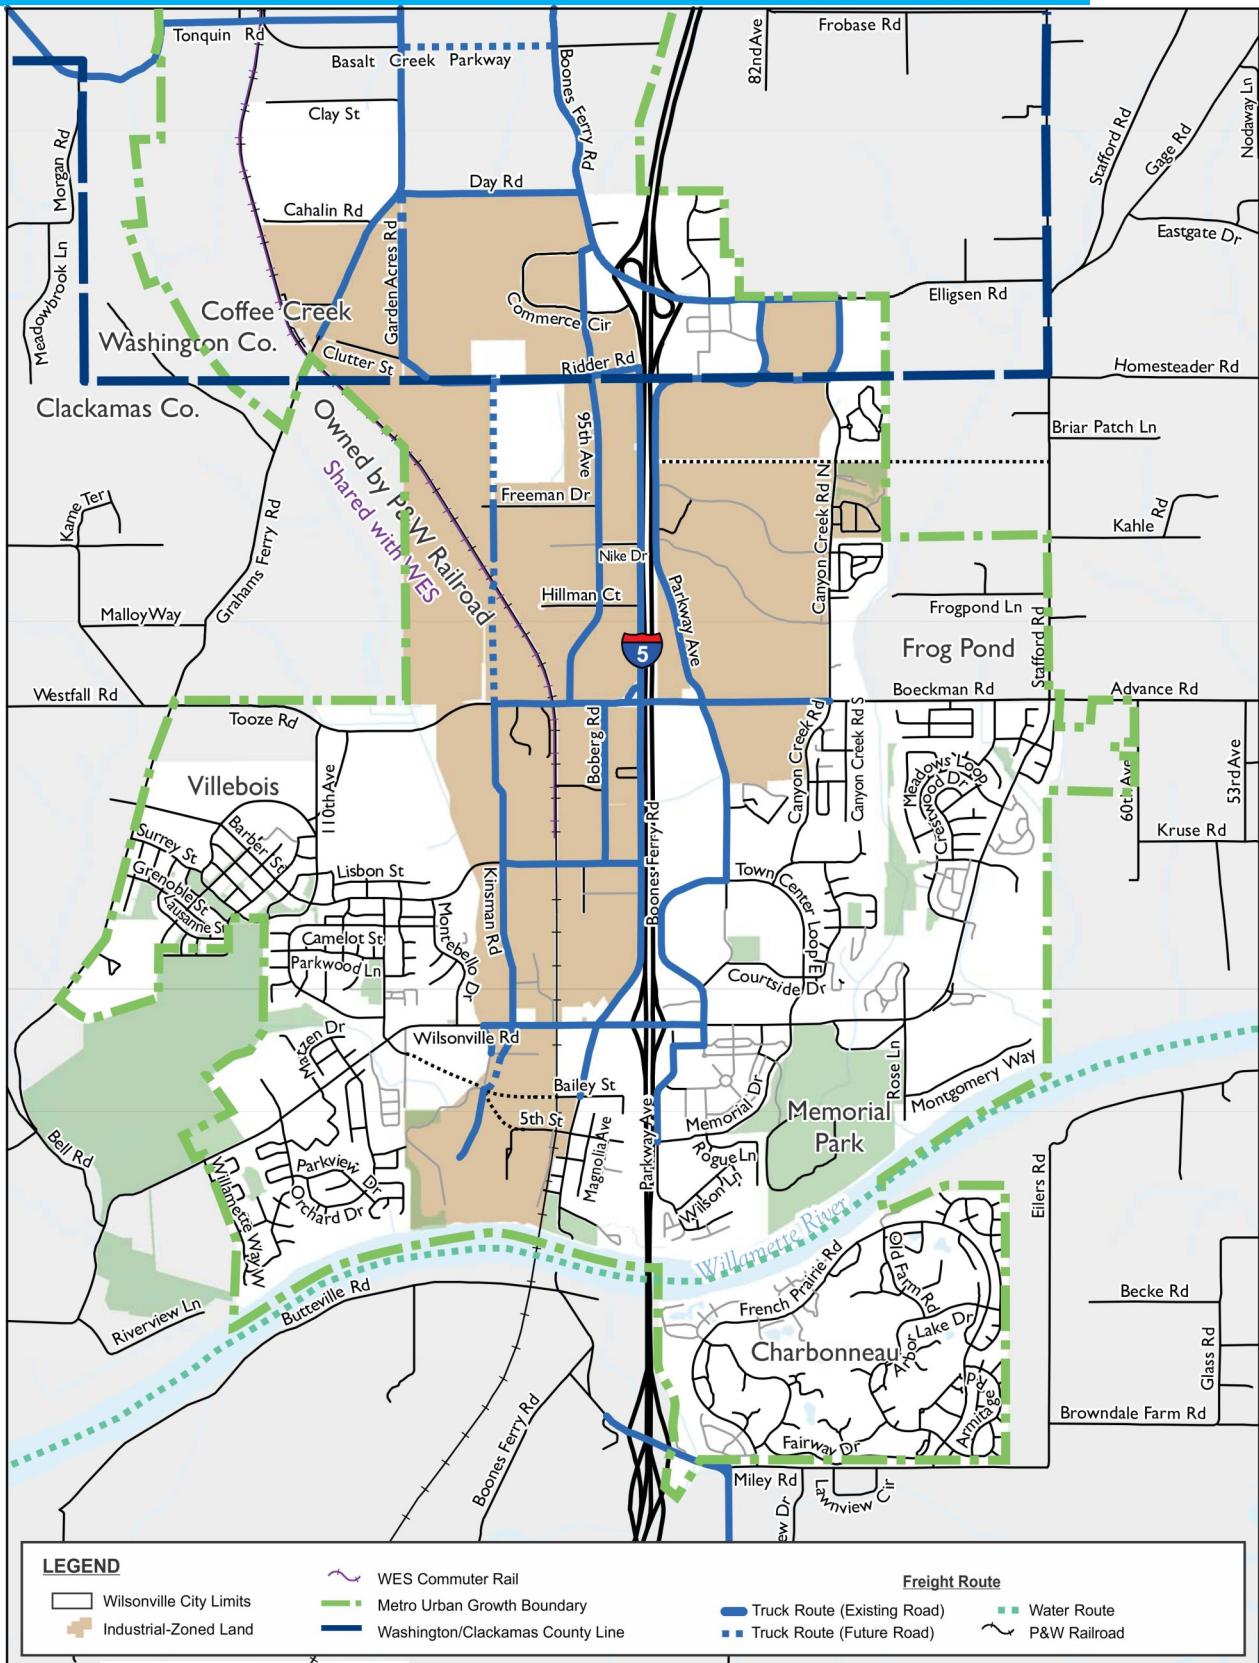 Tonquin Rd
Basalt Creek Parkway
Boones Ferry Rd
82nd Ave
Frobase Rd
Stafford Rd
Gage Rd
Nodaway Ln
Clay St
Morgan Rd
Day Rd
Cahalin Rd
Eastgate Dr
Meadowbrook Ln
Garden Acres Rd
Elligsen Rd
Coffee Creek
Commerce Cir
Washington Co.
Clutter St
Ridder Rd
Homesteader Rd
Clackamas Co.
Owned by P&W Railroad
Shared with WES
95th Ave
Briar Patch Ln
Kame Ter
Freeman Dr
Canyon Creek Rd N
Kahle Rd
Grahams Ferry Rd
Nike Dr
Hillman Ct
Parkway Ave
Malloy Way
Frogpond Ln
5
Frog Pond
Stafford Rd
Westfall Rd
Boeckman Rd
Advance Rd
Tooze Rd
Boberg Rd
Canyon Creek Rd
Canyon Creek Rd S
Meadows Loop
Crestwood Dr
60th Ave
53rd Ave
Villebois
110th Ave
Boones Ferry Rd
Kruse Rd
Surrey St
Barber St
Grenoble St
Lausanne St
Lisbon St
Kinsman Rd
Town Center Loop E
Montebello Dr
Camelot St
Parkwood Ln
Courtside Dr
Wilsonville Rd
Marzen Dr
Rose Ln
Montgomery Way
Bailey St
5th St
Memorial Dr
Memorial
Park
Magnolia Ave
Parkway Ave
Bell Rd
Rogue Ln
Wilson Ln
Parkview Dr
Orchard Dr
Willamette Way W
Eilers Rd
Willamette River
Old Farm Rd
French Prairie Rd
Becke Rd
Riverview Ln
Butteville Rd
Arbor Lake Dr
Charbonneau
Glass Rd
Armitage Rd
Browndale Farm Rd
Boones Ferry Rd
Fairway Dr
Miley Rd
Lawnview Cir
ew Dr
LEGEND
Wilsonville City Limits
Industrial-Zoned Land
WES Commuter Rail
Metro Urban Growth Boundary
Washington/Clackamas County Line
Freight Route
Truck Route (Existing Road)
Truck Route (Future Road)
Water Route
P&W Railroad